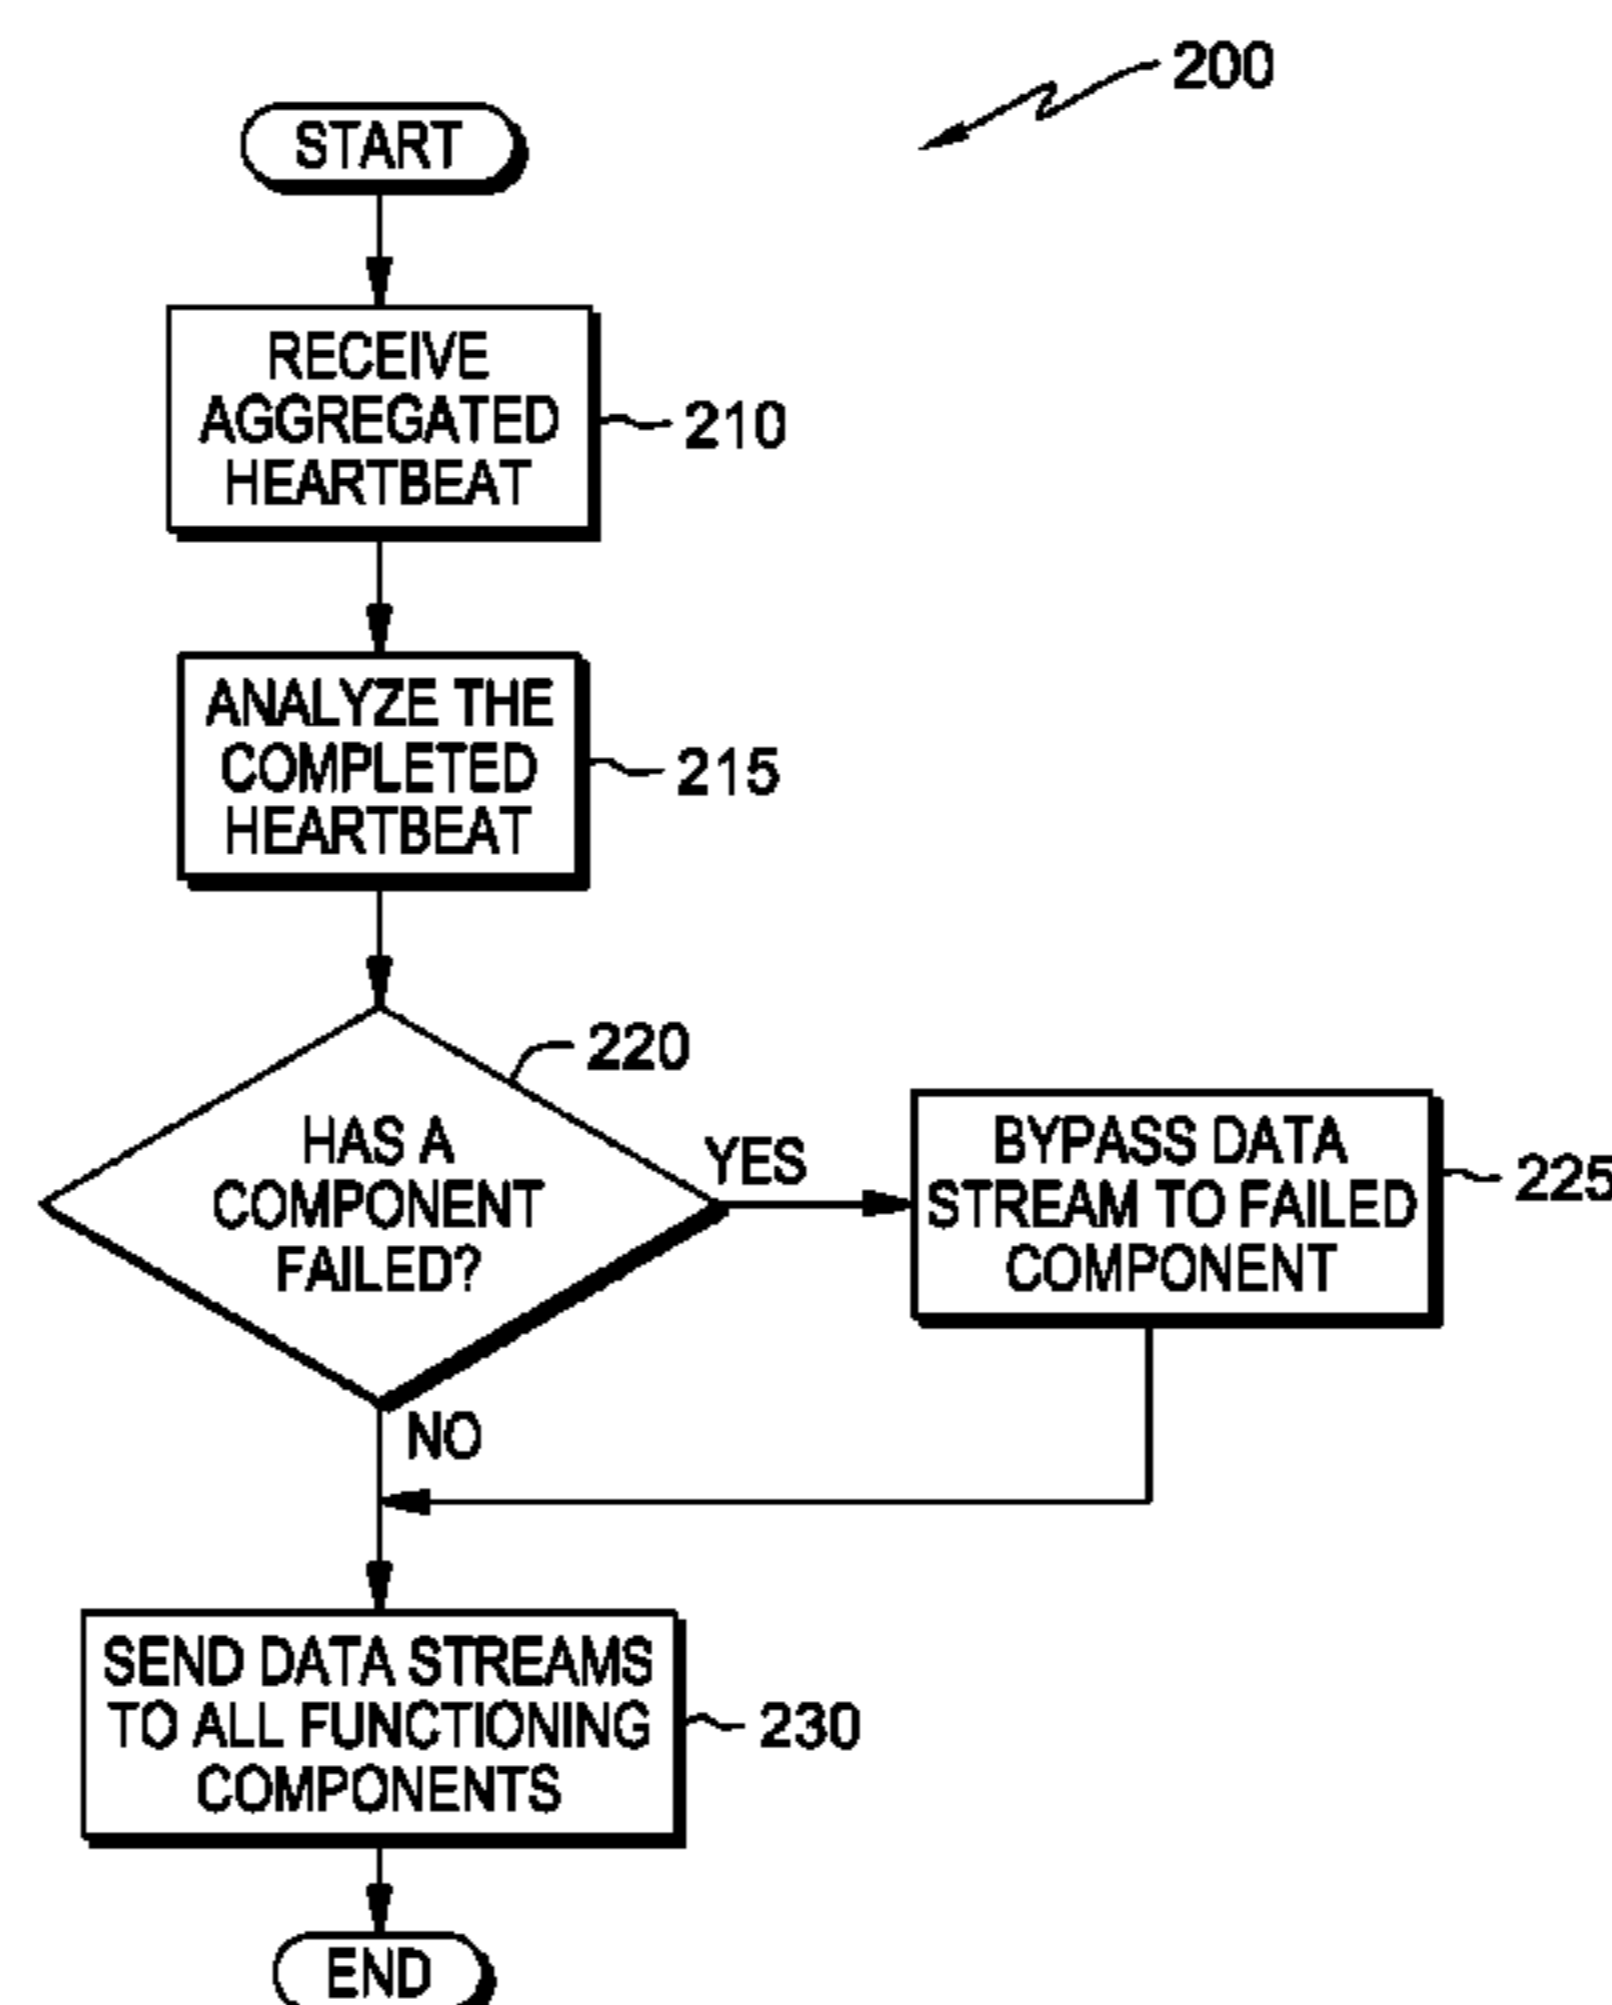 200
START
RECEIVE
AGGREGATED
HEARTBEAT
210
ANALYZE THE
COMPLETED
HEARTBEAT
215
220
HAS A
COMPONENT
FAILED?
YES
BYPASS DATA
STREAM TO FAILED
COMPONENT
225
NO
SEND DATA STREAMS
TO ALL FUNCTIONING
COMPONENTS
230
END